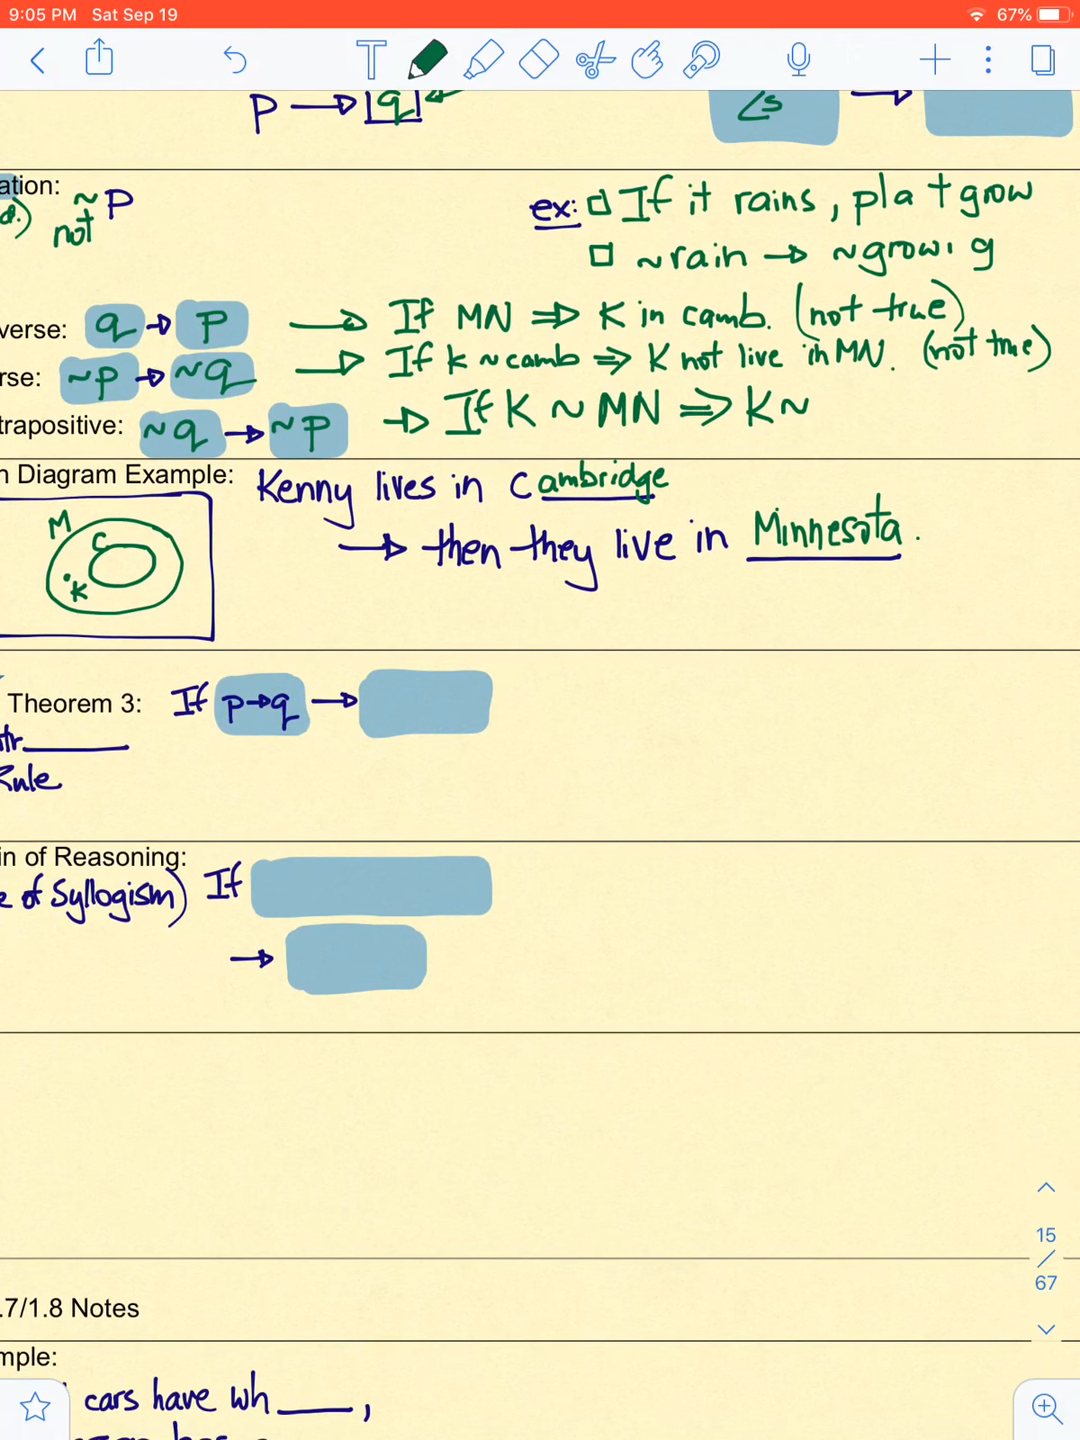 9:05 PM Sat Sep 19 67%
T
p → q
∠s →
ation: ~p
not
ex: □ If it rains, pla t grow
□ ~rain → ~growi g
verse: q → p → If MN ⇒ K in camb. (not true)
rse: ~p → ~q → If K ~camb ⇒ K not live in MN. (not true)
trapositive: ~q → ~p → If K ~ MN ⇒ K~
n Diagram Example: Kenny lives in Cambridge
→ then they live in Minnesota.
M
C
K
Theorem 3: If p→q →
tr______
Rule
in of Reasoning:
e of Syllogism) If
→
15
/
67
.7/1.8 Notes
mple:
cars have wh____,